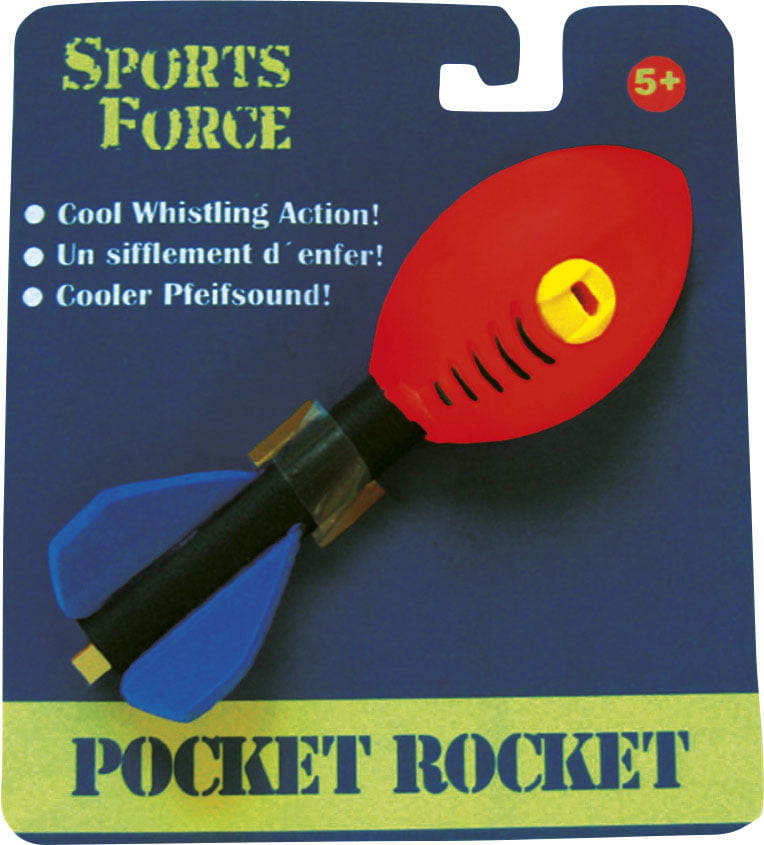 SPORTS
FORCE
5+
Cool Whistling Action!
Un sifflement d´enfer!
Cooler Pfeifsound!
POCKET ROCKET